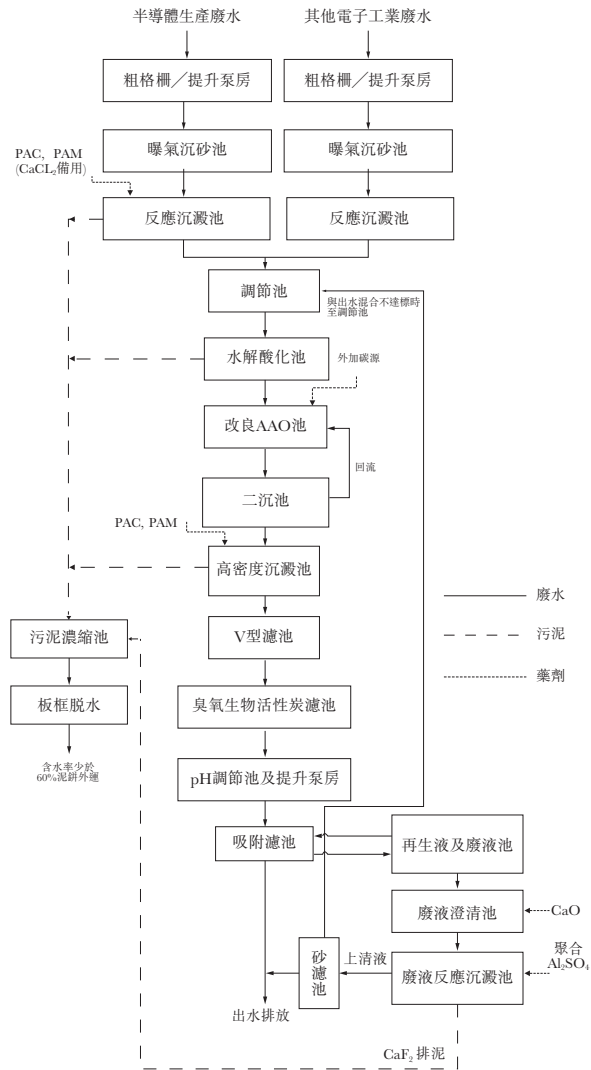 半導體生產廢水
其他電子工業廢水
粗格柵／提升泵房
粗格柵／提升泵房
曝氣沉砂池
曝氣沉砂池
PAC, PAM
(CaCL₂備用)
反應沉澱池
反應沉澱池
調節池
與出水混合不達標時
至調節池
水解酸化池
外加碳源
改良AAO池
回流
二沉池
PAC, PAM
高密度沉澱池
廢水
污泥
藥劑
污泥濃縮池
V型濾池
板框脱水
臭氧生物活性炭濾池
含水率少於
60%泥餅外運
pH調節池及提升泵房
吸附濾池
再生液及廢液池
廢液澄清池
CaO
砂濾池
上清液
廢液反應沉澱池
聚合
Al₂SO₄
出水排放
CaF₂ 排泥